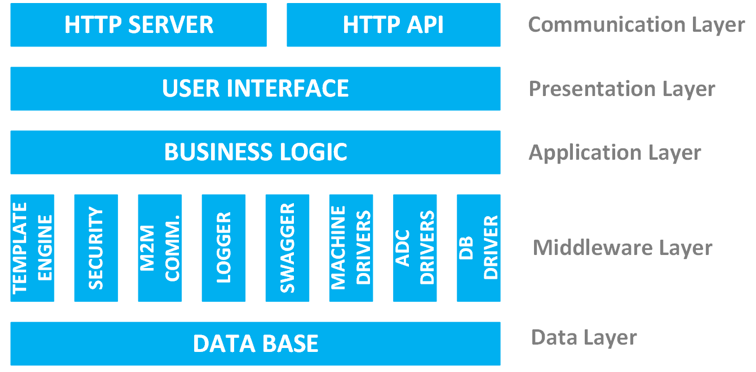 HTTP SERVER
HTTP API
Communication Layer
USER INTERFACE
Presentation Layer
BUSINESS LOGIC
Application Layer
TEMPLATE
ENGINE
SECURITY
M2M
COMM.
LOGGER
SWAGGER
MACHINE
DRIVERS
ADC
DRIVERS
DB
DRIVER
Middleware Layer
DATA BASE
Data Layer